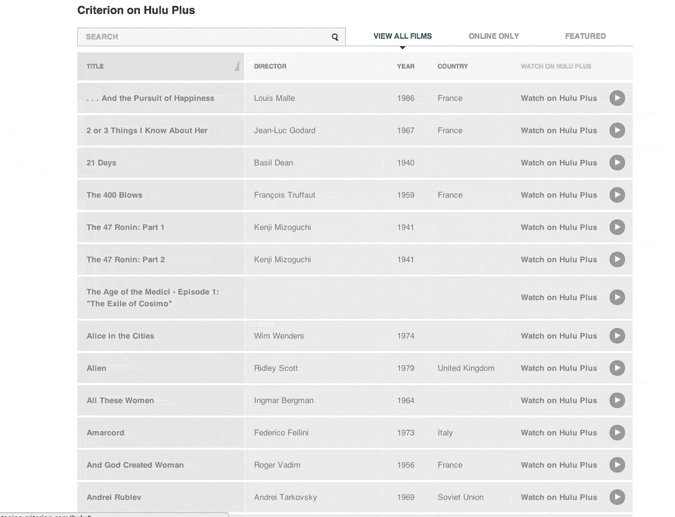 Criterion on Hulu Plus
SEARCH VIEW ALL FILMS ONLINE ONLY FEATURED
TITLE DIRECTOR YEAR COUNTRY WATCH ON HULU PLUS
. . . And the Pursuit of Happiness Louis Malle 1986 France Watch on Hulu Plus
2 or 3 Things I Know About Her Jean-Luc Godard 1967 France Watch on Hulu Plus
21 Days Basil Dean 1940 Watch on Hulu Plus
The 400 Blows François Truffaut 1959 France Watch on Hulu Plus
The 47 Ronin: Part 1 Kenji Mizoguchi 1941 Watch on Hulu Plus
The 47 Ronin: Part 2 Kenji Mizoguchi 1941 Watch on Hulu Plus
The Age of the Medici - Episode 1:
"The Exile of Cosimo" Watch on Hulu Plus
Alice in the Cities Wim Wenders 1974 Watch on Hulu Plus
Alien Ridley Scott 1979 United Kingdom Watch on Hulu Plus
All These Women Ingmar Bergman 1964 Watch on Hulu Plus
Amarcord Federico Fellini 1973 Italy Watch on Hulu Plus
And God Created Woman Roger Vadim 1956 France Watch on Hulu Plus
Andrei Rublev Andrei Tarkovsky 1969 Soviet Union Watch on Hulu Plus